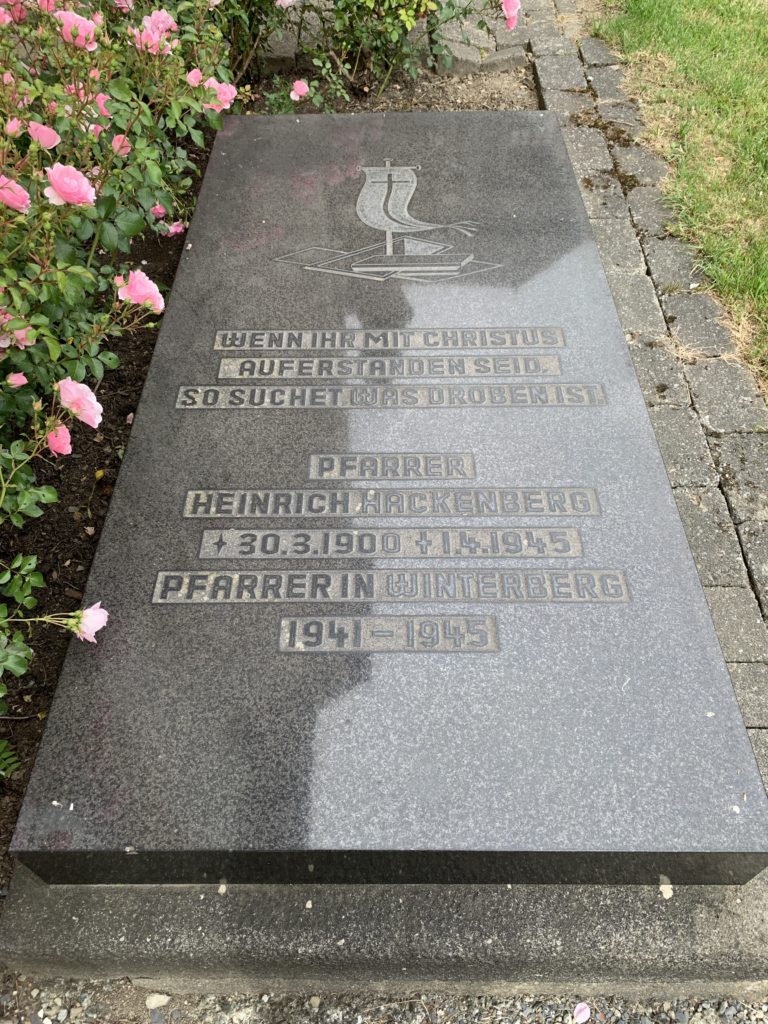 WENN IHR MIT CHRISTUS
AUFERSTANDEN SEID.
SO SUCHET WAS DROBEN IST.
PFARRER
HEINRICH HACKENBERG
✦ 30.3.1900 ✝ 1.4.1945
PFARRER IN WINTERBERG
1941 – 1945